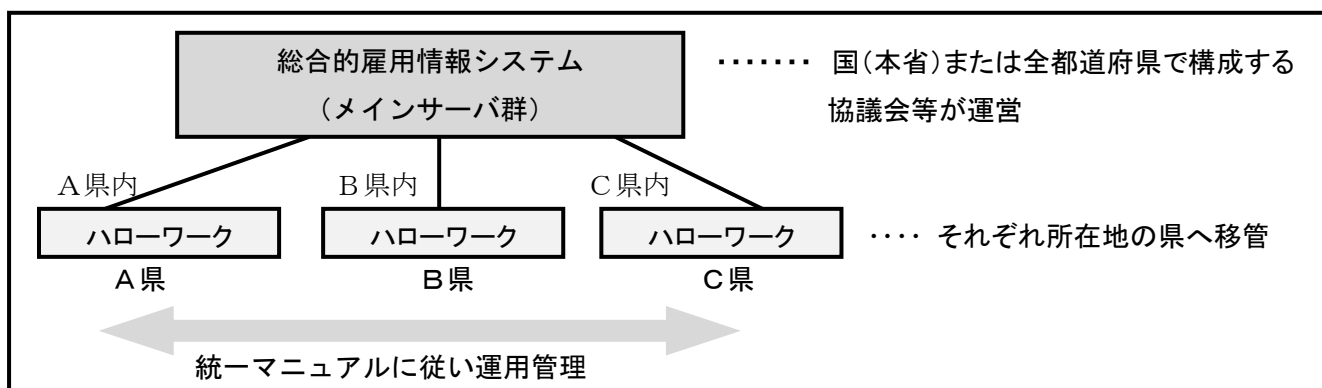 総合的雇用情報システム
（メインサーバ群）
・・・・・・・ 国（本省）または全都道府県で構成する
協議会等が運営
Ａ県内
Ｂ県内
Ｃ県内
ハローワーク
ハローワーク
ハローワーク
‥‥ それぞれ所在地の県へ移管
Ａ県
Ｂ県
Ｃ県
統一マニュアルに従い運用管理